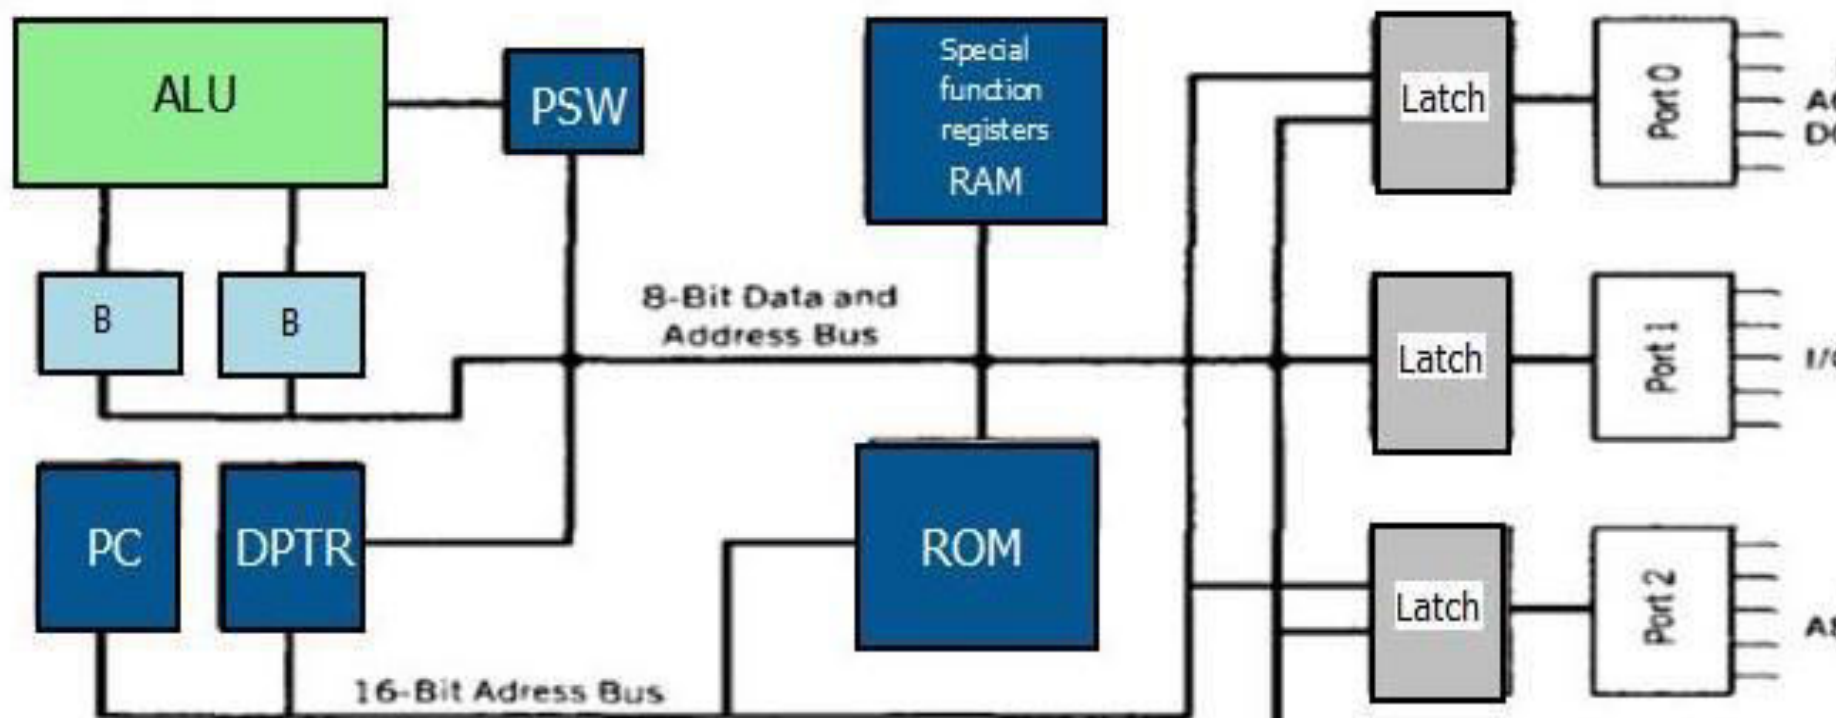 ALU
PSW
Special
function
registers
RAM
Latch
Port 0
B
B
8-Bit Data and
Address Bus
Latch
Port 1
PC
DPTR
ROM
Latch
Port 2
16-Bit Adress Bus